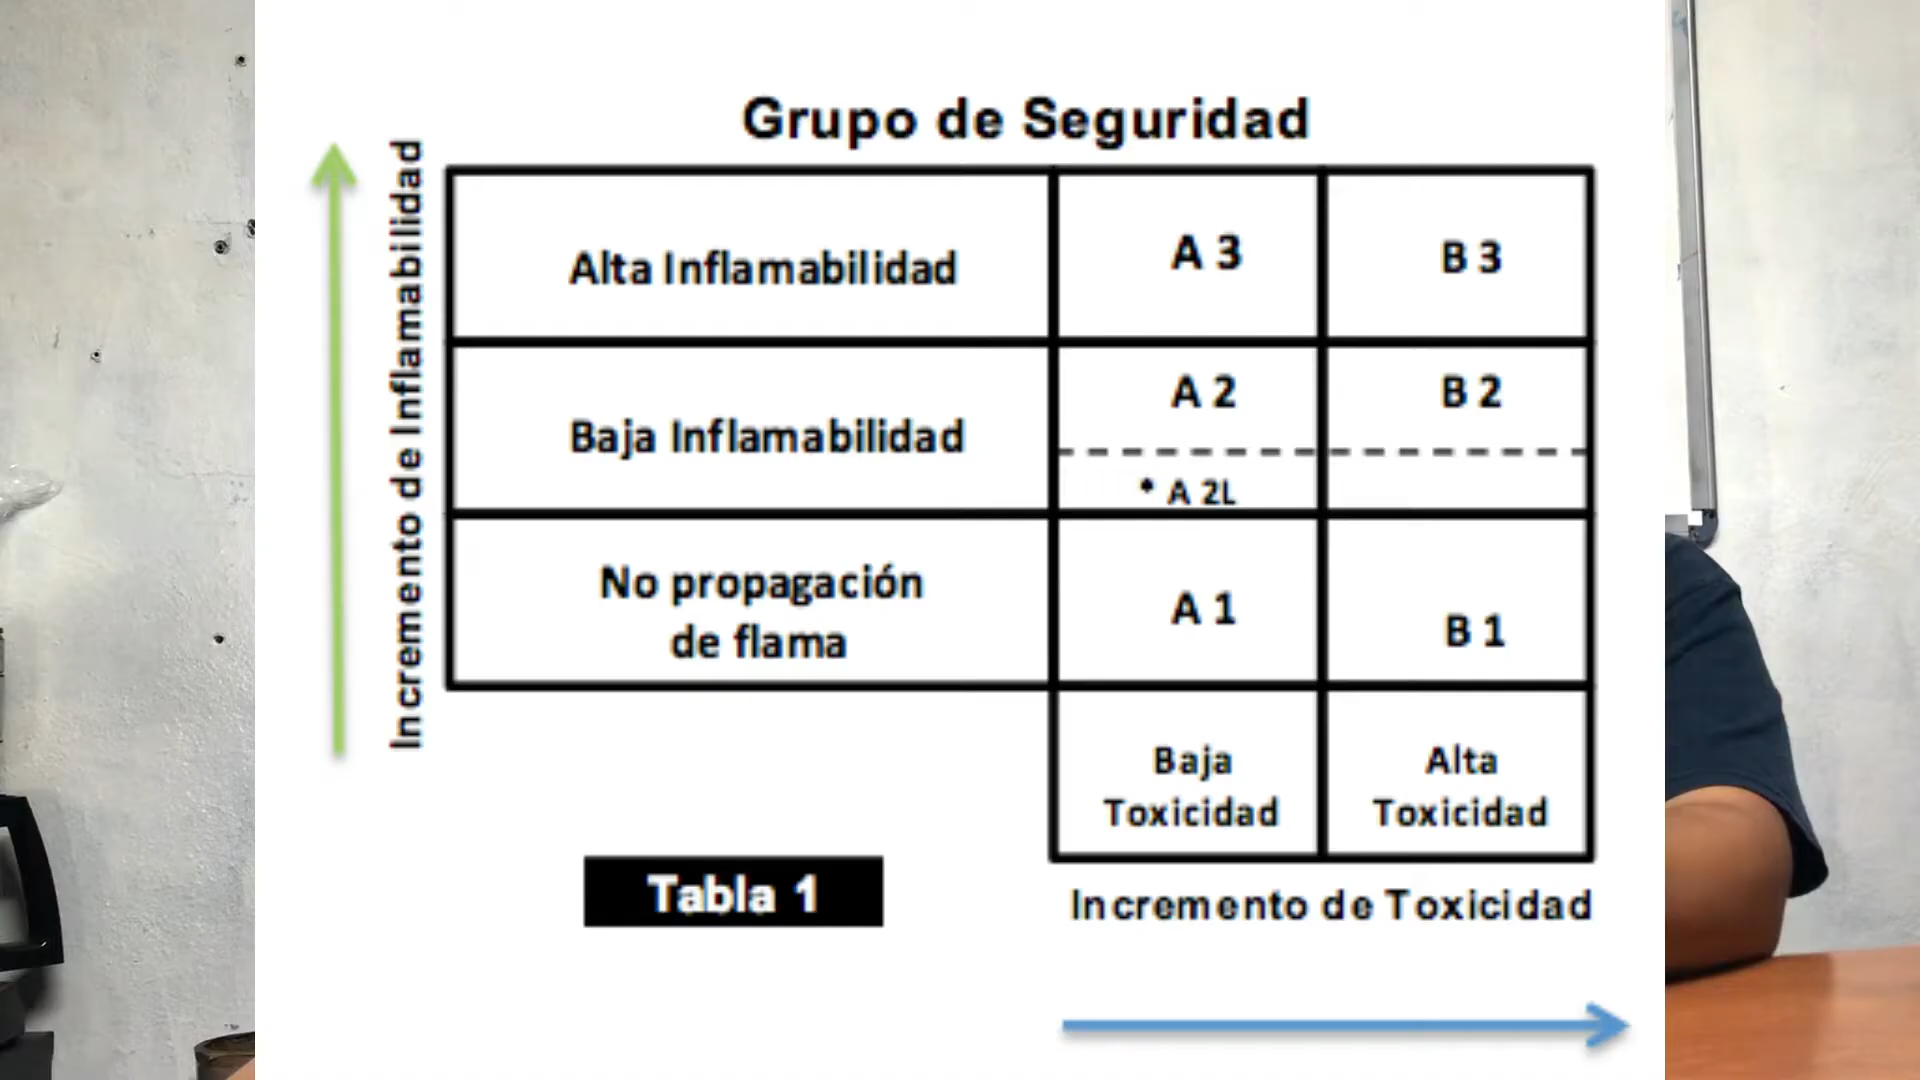 Grupo de Seguridad
Incremento de Inflamabilidad
Alta Inflamabilidad
A 3
B 3
Baja Inflamabilidad
A 2
B 2
* A 2L
No propagación
de flama
A 1
B 1
Baja
Toxicidad
Alta
Toxicidad
Tabla 1
Incremento de Toxicidad